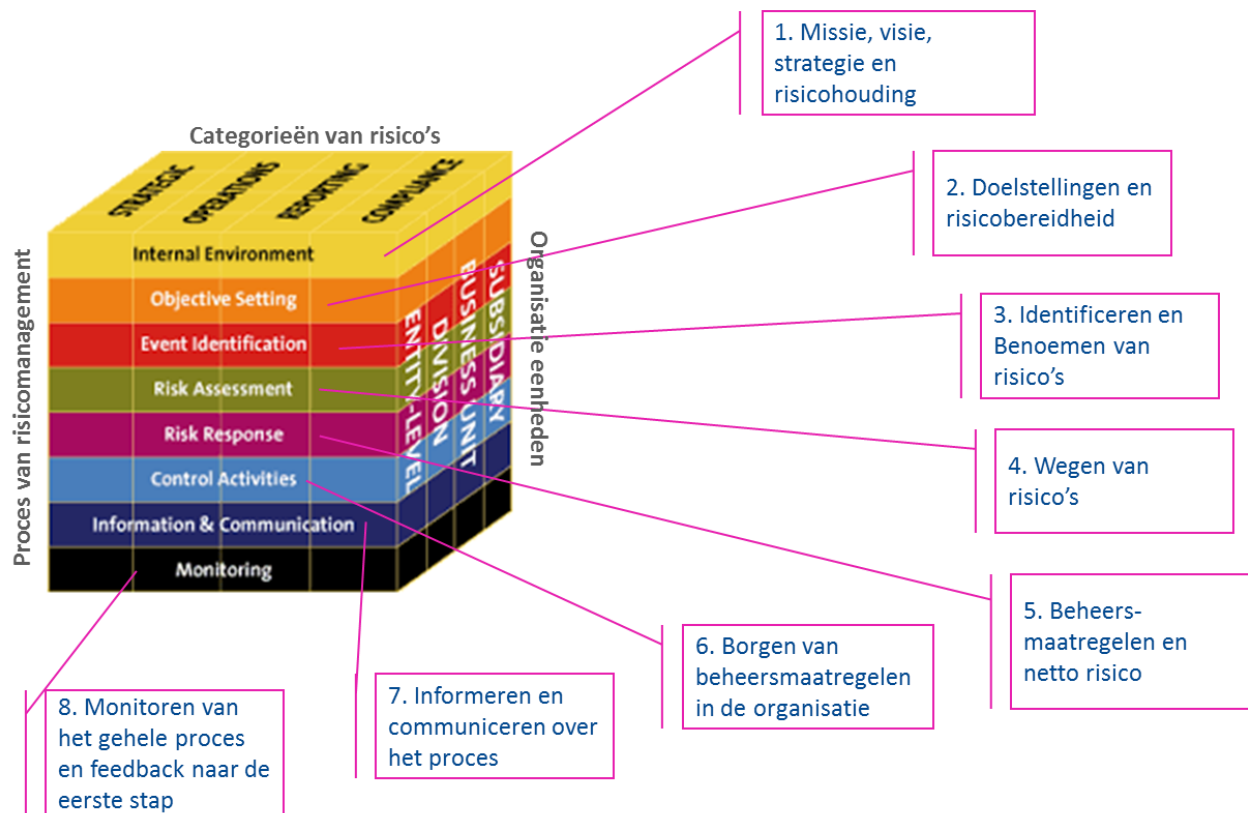 1. Missie, visie,
strategie en
risicohouding
Categorieën van risico's
STRATEGIC
OPERATIONS
REPORTING
COMPLIANCE
2. Doelstellingen en
risicobereidheid
Proces van risicomanagement
Internal Environment
Objective Setting
Event Identification
Risk Assessment
Risk Response
Control Activities
Information & Communication
Monitoring
ENTITY-LEVEL
DIVISION
BUSINESS UNIT
SUBSIDIARY
Organisatie eenheden
3. Identificeren en
Benoemen van
risico's
4. Wegen van
risico's
5. Beheers-
maatregelen en
netto risico
6. Borgen van
beheersmaatregelen
in de organisatie
7. Informeren en
communiceren over
het proces
8. Monitoren van
het gehele proces
en feedback naar de
eerste stap